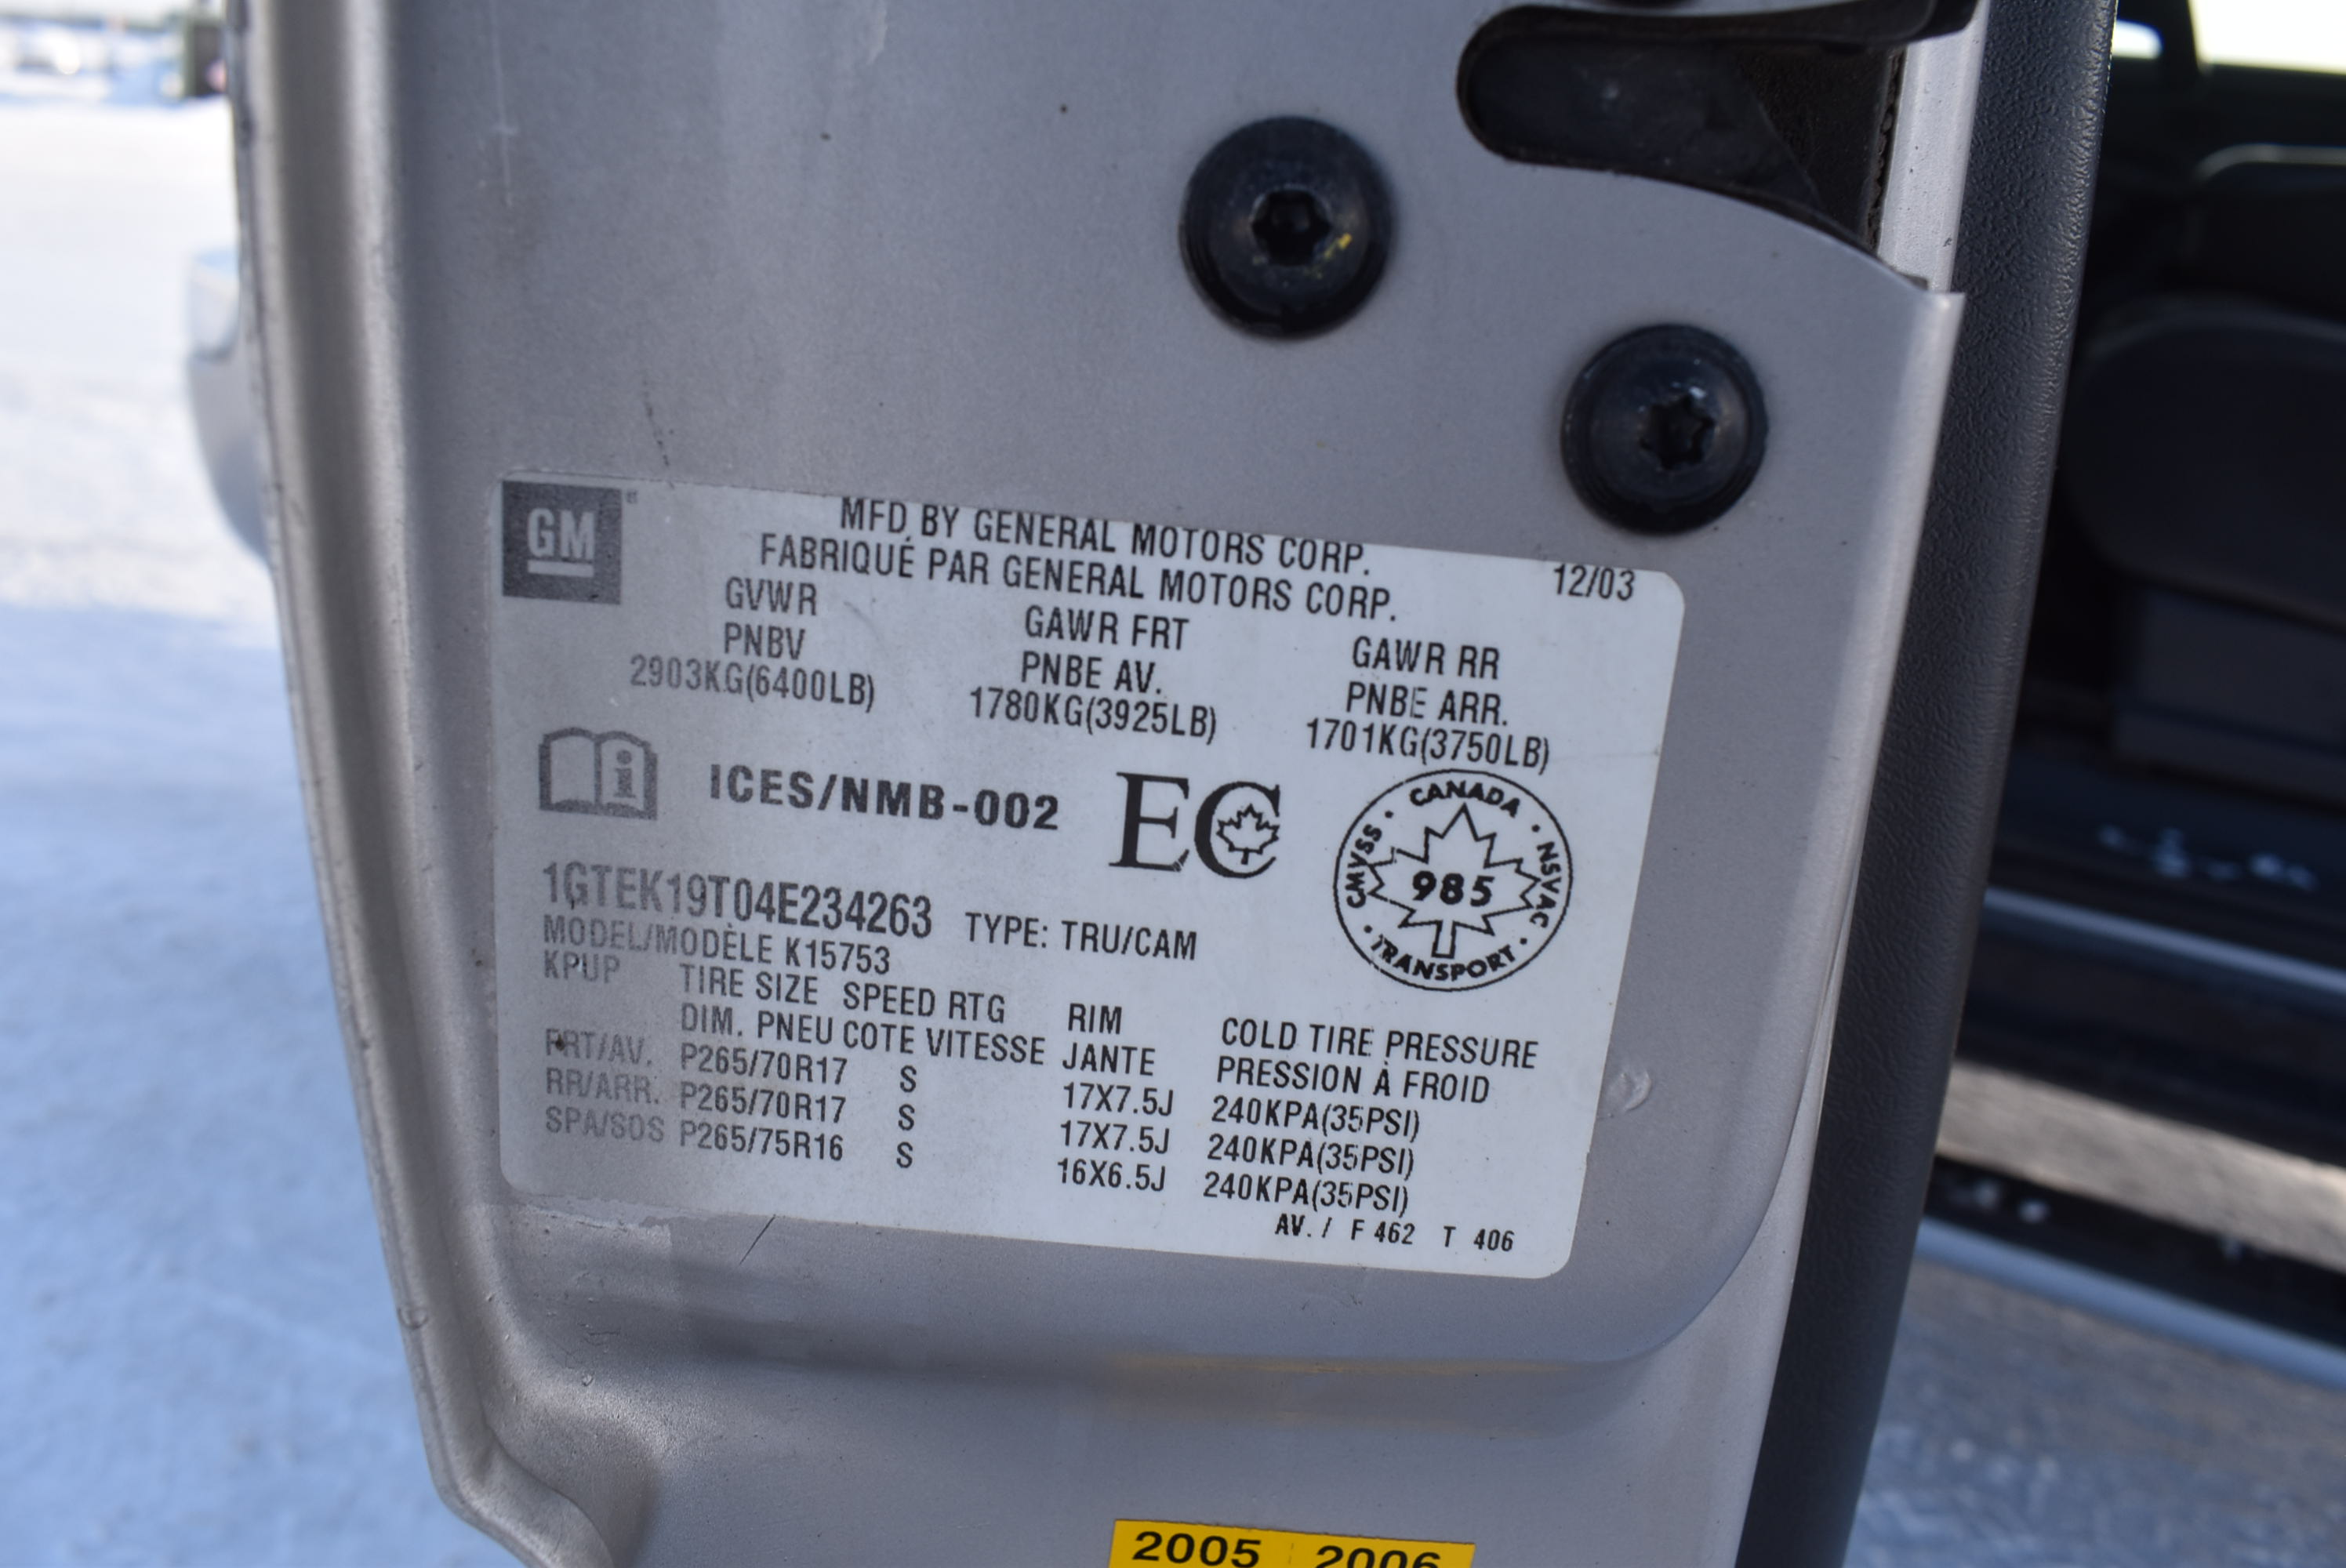 GM
MFD. BY GENERAL MOTORS CORP.
FABRIQUÉ PAR GENERAL MOTORS CORP.
12/03
GVWR GAWR FRT GAWR RR
PNBV PNBE AV. PNBE ARR.
2903KG(6400LB) 1780KG(3925LB) 1701KG(3750LB)
ICES/NMB-002 EC
CANADA · NSVAC · TRANSPORT · CMVSS ·
985
1GTEK19T04E234263 TYPE: TRU/CAM
MODEL/MODÈLE K15753
KPUP TIRE SIZE SPEED RTG RIM COLD TIRE PRESSURE
DIM. PNEU COTE VITESSE JANTE PRESSION À FROID
FRT/AV. P265/70R17 S 17X7.5J 240KPA(35PSI)
RR/ARR. P265/70R17 S 17X7.5J 240KPA(35PSI)
SPA/SOS P265/75R16 S 16X6.5J 240KPA(35PSI)
AV. / F 462 T 406
2005 2006